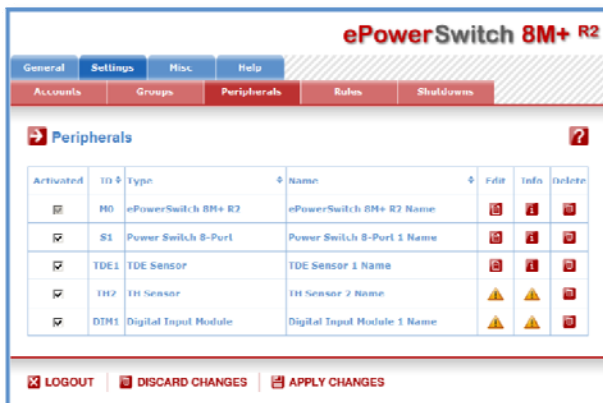 ePowerSwitch 8M+ R2
General Settings Misc Help
Accounts Groups Peripherals Rules Shutdowns
Peripherals ?
Activated ID Type Name Edit Info Delete
M0 ePowerSwitch 8M+ R2 ePowerSwitch 8M+ R2 Name
S1 Power Switch 8-Port Power Switch 8-Port 1 Name
TDE1 TDE Sensor TDE Sensor 1 Name
TH2 TH Sensor TH Sensor 2 Name
DIM1 Digital Input Module Digital Input Module 1 Name
LOGOUT DISCARD CHANGES APPLY CHANGES